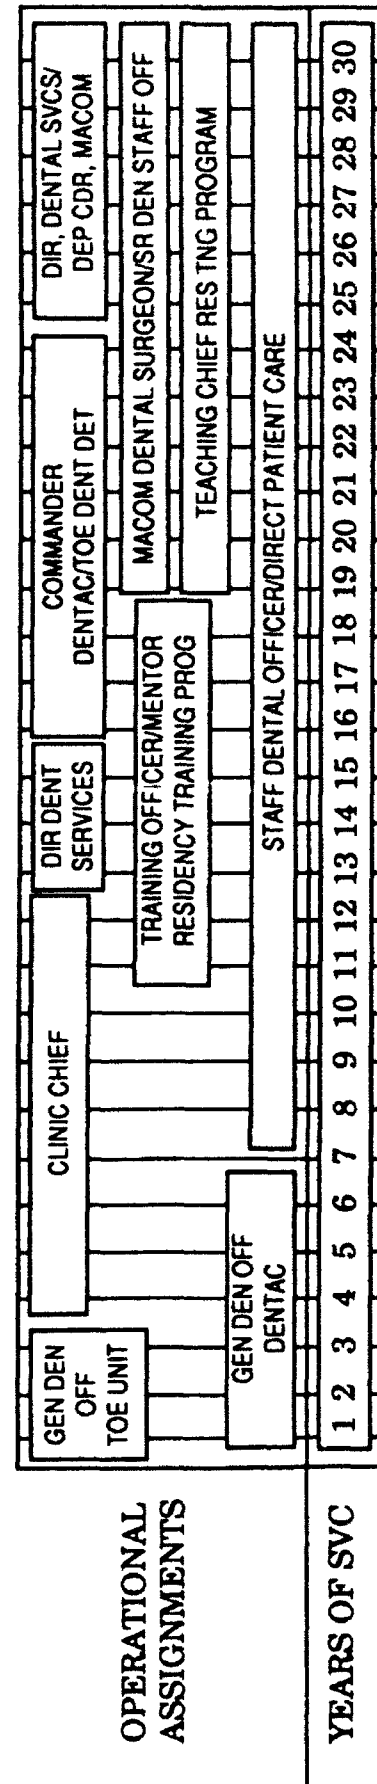 OPERATIONAL
ASSIGNMENTS
GEN DEN
OFF
TOE UNIT
CLINIC CHIEF
DIR DENT
SERVICES
COMMANDER
DENTAC/TOE DENT DET
DIR, DENTAL SVCS/
DEP CDR, MACOM
MACOM DENTAL SURGEON/SR DEN STAFF OFF
TRAINING OFFICER/MENTOR
RESIDENCY TRAINING PROG
TEACHING CHIEF RES TNG PROGRAM
GEN DEN OFF
DENTAC
STAFF DENTAL OFFICER/DIRECT PATIENT CARE
YEARS OF SVC
1 2 3 4 5 6 7 8 9 10 11 12 13 14 15 16 17 18 19 20 21 22 23 24 25 26 27 28 29 30